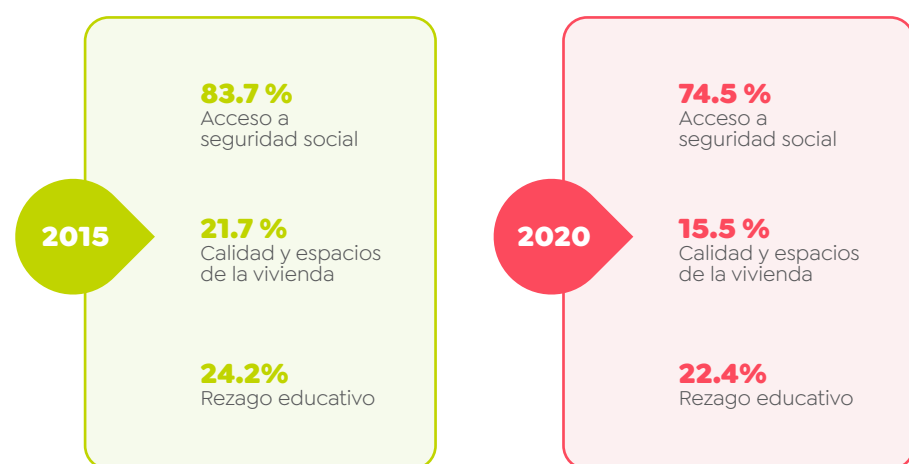 2015
83.7 %
Acceso a
seguridad social
21.7 %
Calidad y espacios
de la vivienda
24.2%
Rezago educativo
2020
74.5 %
Acceso a
seguridad social
15.5 %
Calidad y espacios
de la vivienda
22.4%
Rezago educativo